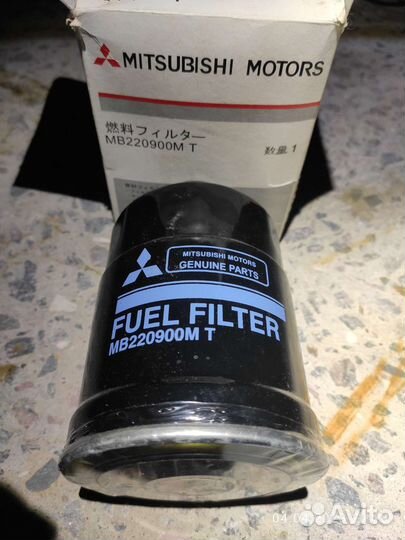 MITSUBISHI MOTORS
燃料フィルター
MB220900M T
数量 1
MITSUBISHI MOTORS
GENUINE PARTS
FUEL FILTER
MB220900M T
Avito